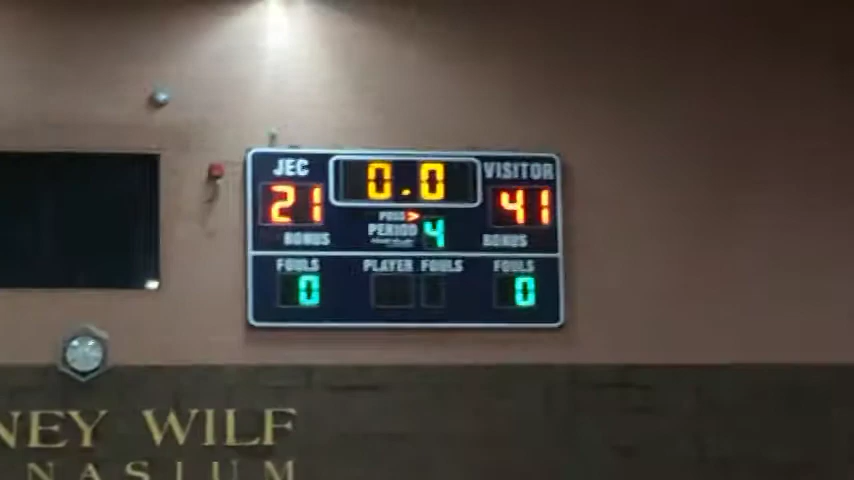 JEC 0.0 VISITOR
21 41
POSS >
BONUS PERIOD 4 BONUS
FOULS PLAYER FOULS FOULS
0 0
NEY WILF
NASIUM